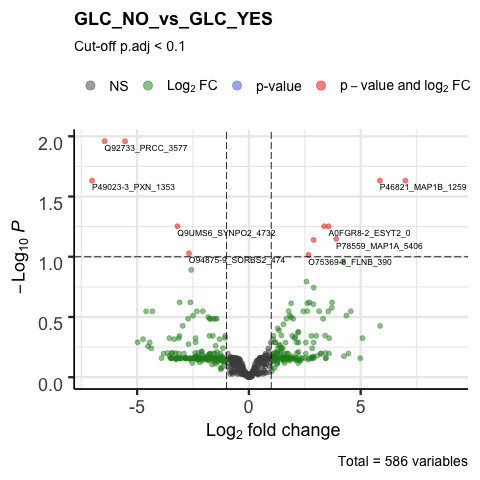 GLC_NO_vs_GLC_YES
Cut-off p.adj < 0.1
NS Log₂ FC p-value p – value and log₂ FC
2.0
1.5
1.0
0.5
0.0
−Log₁₀ P
Q92733_PRCC_3577
P49023-3_PXN_1353
P46821_MAP1B_1259
Q9UMS6_SYNPO2_4732
A0FGR8-2_ESYT2_0
P78559_MAP1A_5406
O94875-9_SORBS2_474
O75369-8_FLNB_390
-5 0 5
Log₂ fold change
Total = 586 variables